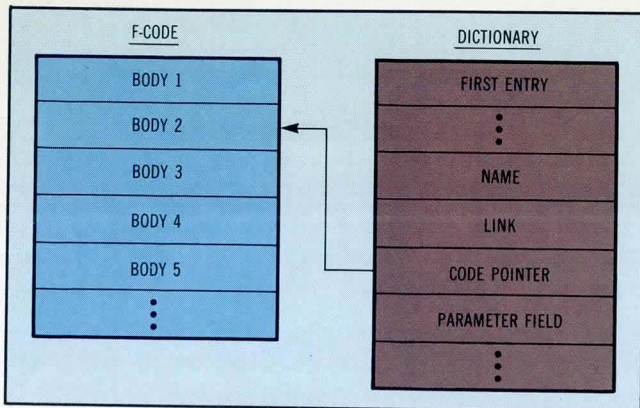 F-CODE
BODY 1
BODY 2
BODY 3
BODY 4
BODY 5
DICTIONARY
FIRST ENTRY
NAME
LINK
CODE POINTER
PARAMETER FIELD